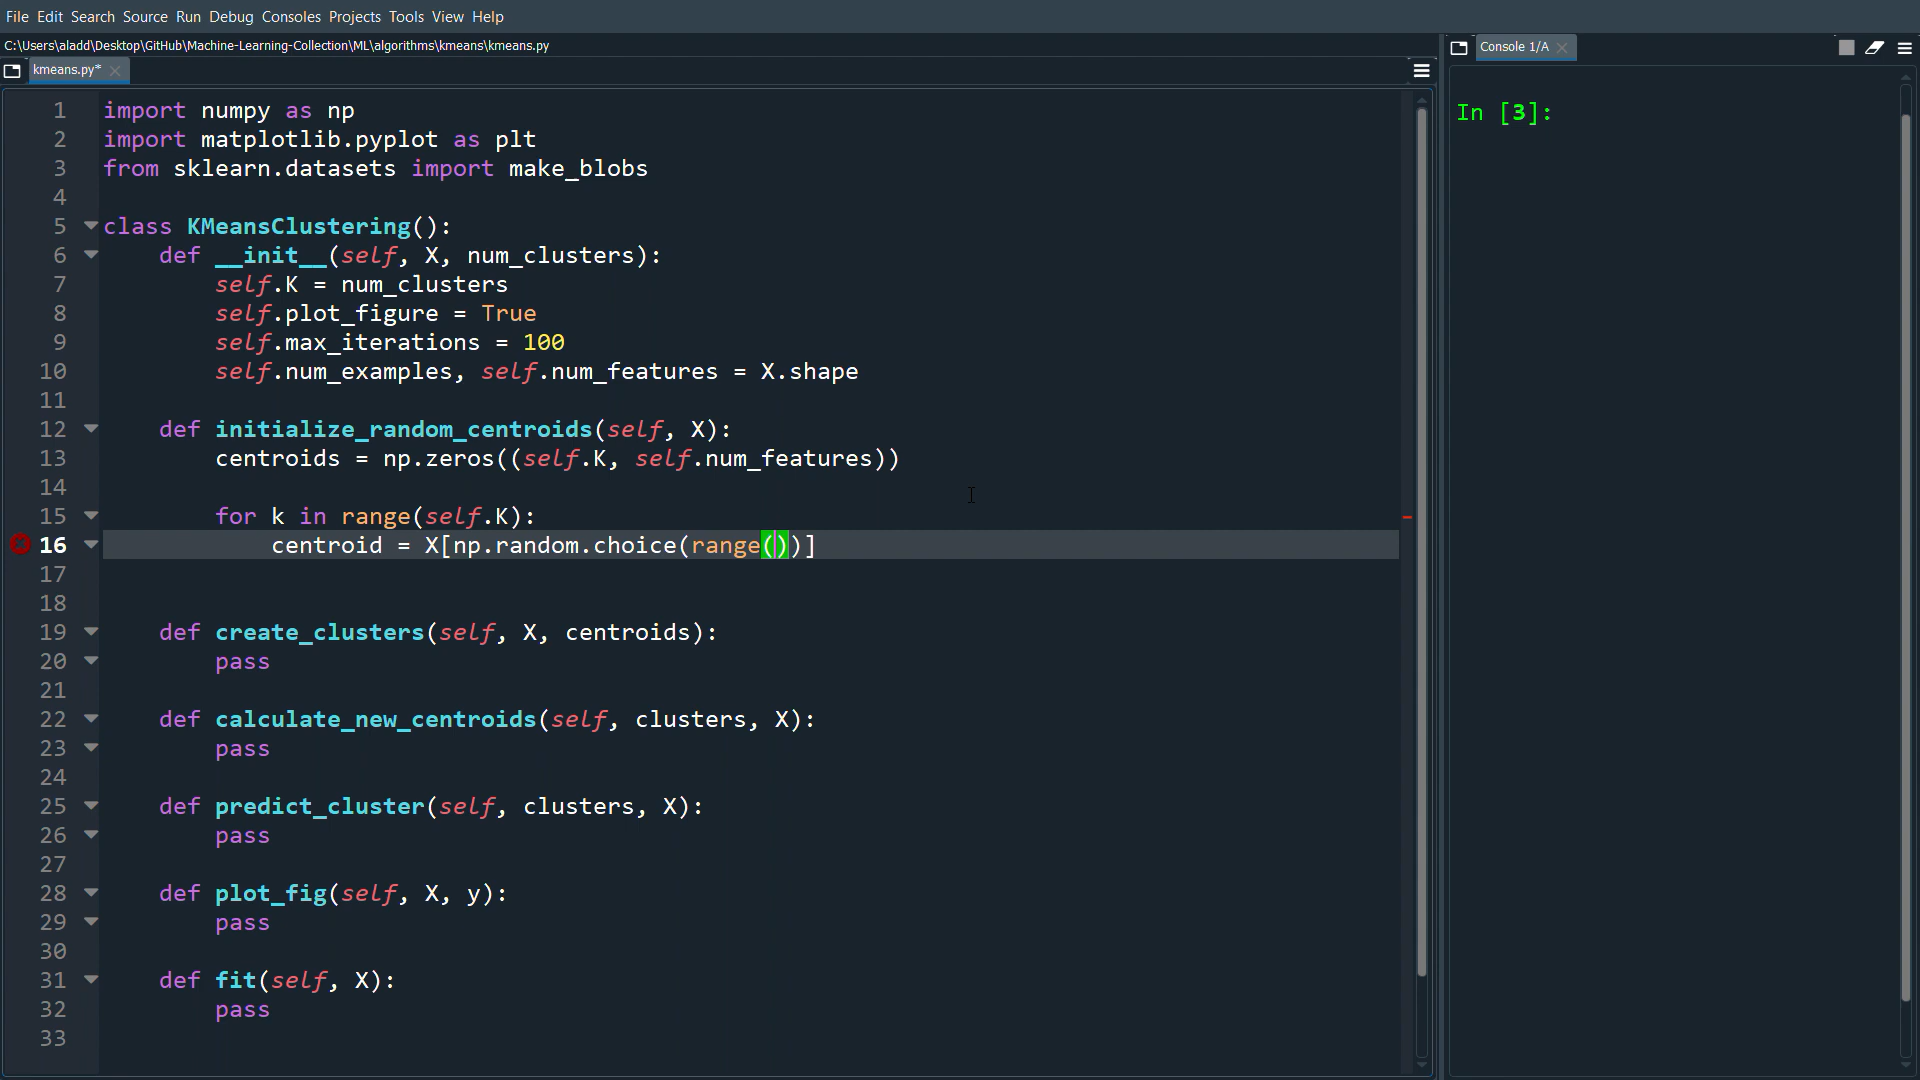 File Edit Search Source Run Debug Consoles Projects Tools View Help
C:\Users\aladd\Desktop\GitHub\Machine-Learning-Collection\ML\algorithms\kmeans\kmeans.py
kmeans.py*
Console 1/A
1 import numpy as np
2 import matplotlib.pyplot as plt
3 from sklearn.datasets import make_blobs
4
5 class KMeansClustering():
6     def __init__(self, X, num_clusters):
7         self.K = num_clusters
8         self.plot_figure = True
9         self.max_iterations = 100
10         self.num_examples, self.num_features = X.shape
11
12     def initialize_random_centroids(self, X):
13         centroids = np.zeros((self.K, self.num_features))
14
15         for k in range(self.K):
16             centroid = X[np.random.choice(range())]
17
18
19     def create_clusters(self, X, centroids):
20         pass
21
22     def calculate_new_centroids(self, clusters, X):
23         pass
24
25     def predict_cluster(self, clusters, X):
26         pass
27
28     def plot_fig(self, X, y):
29         pass
30
31     def fit(self, X):
32         pass
33
In [3]: